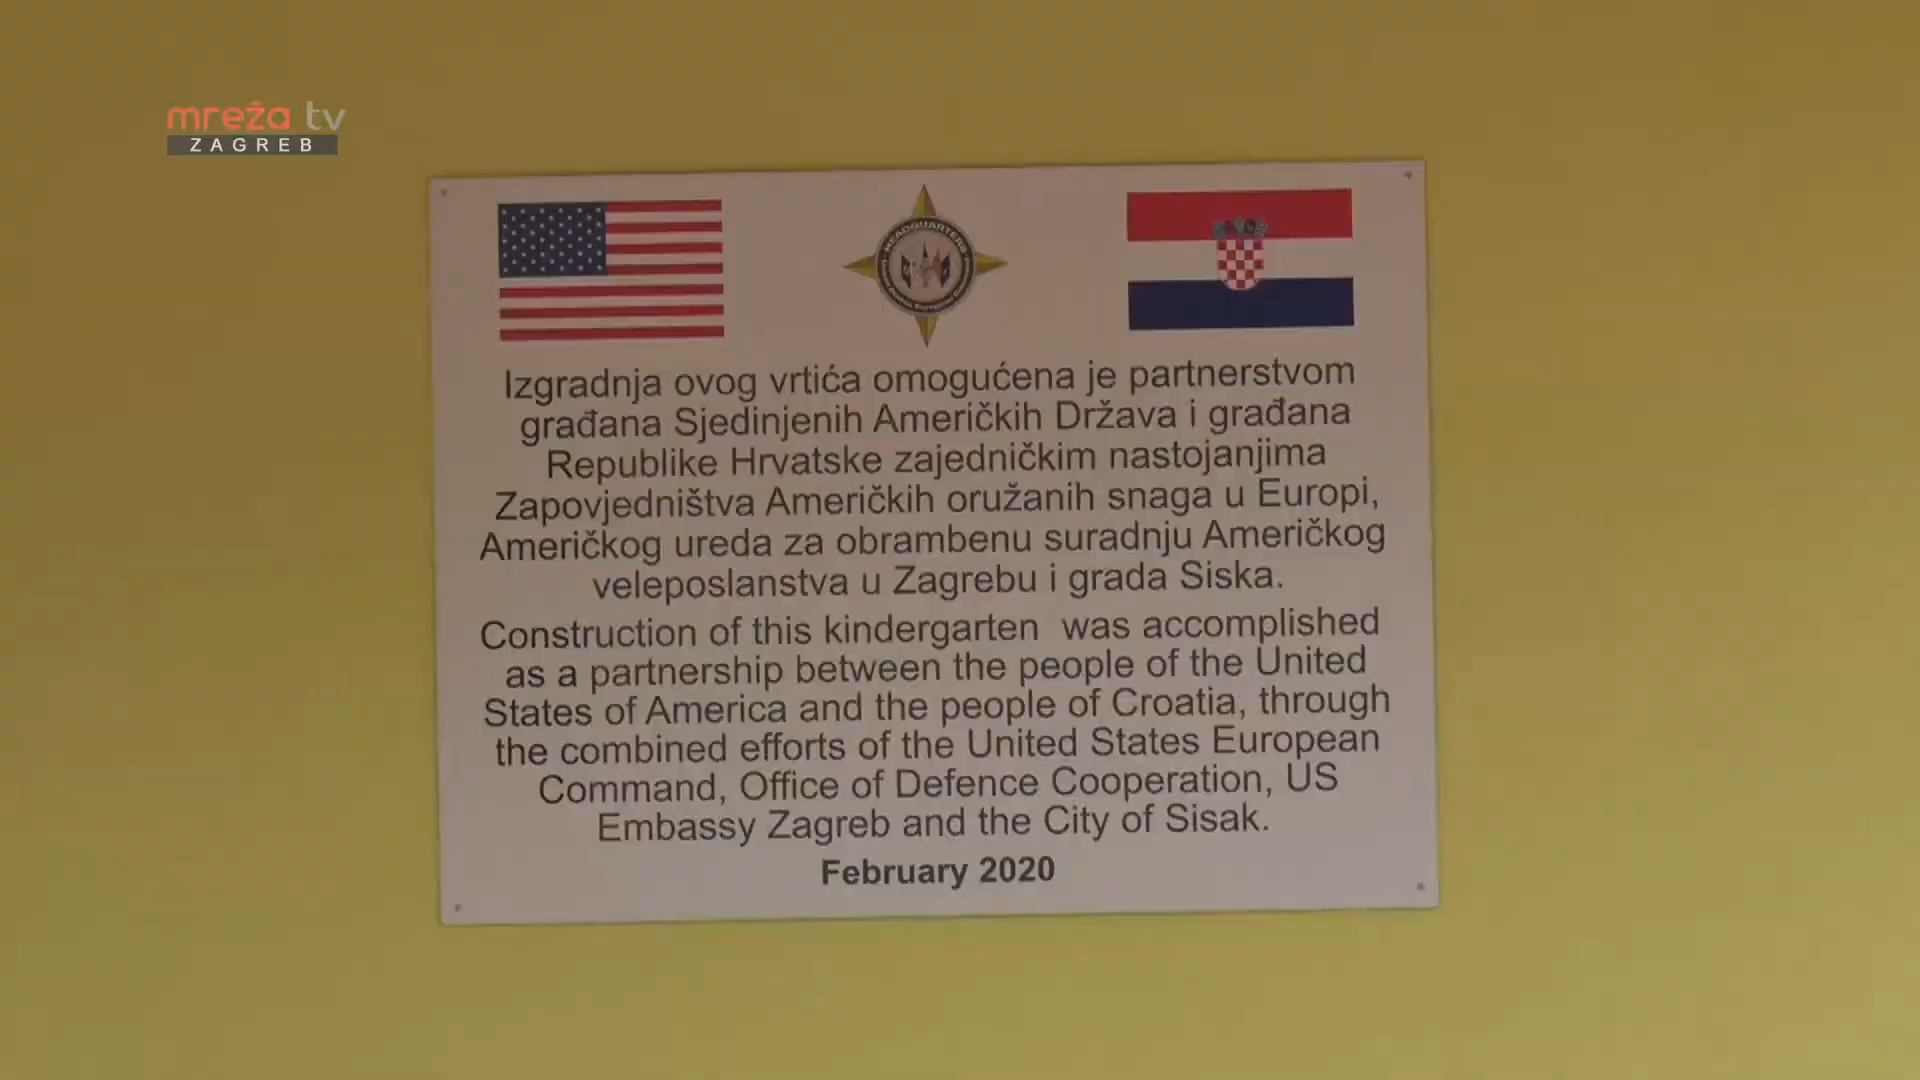 mreža tv
ZAGREB
HEADQUARTERS
Izgradnja ovog vrtića omogućena je partnerstvom
građana Sjedinjenih Američkih Država i građana
Republike Hrvatske zajedničkim nastojanjima
Zapovjedništva Američkih oružanih snaga u Europi,
Američkog ureda za obrambenu suradnju Američkog
veleposlanstva u Zagrebu i grada Siska.
Construction of this kindergarten was accomplished
as a partnership between the people of the United
States of America and the people of Croatia, through
the combined efforts of the United States European
Command, Office of Defence Cooperation, US
Embassy Zagreb and the City of Sisak.
February 2020